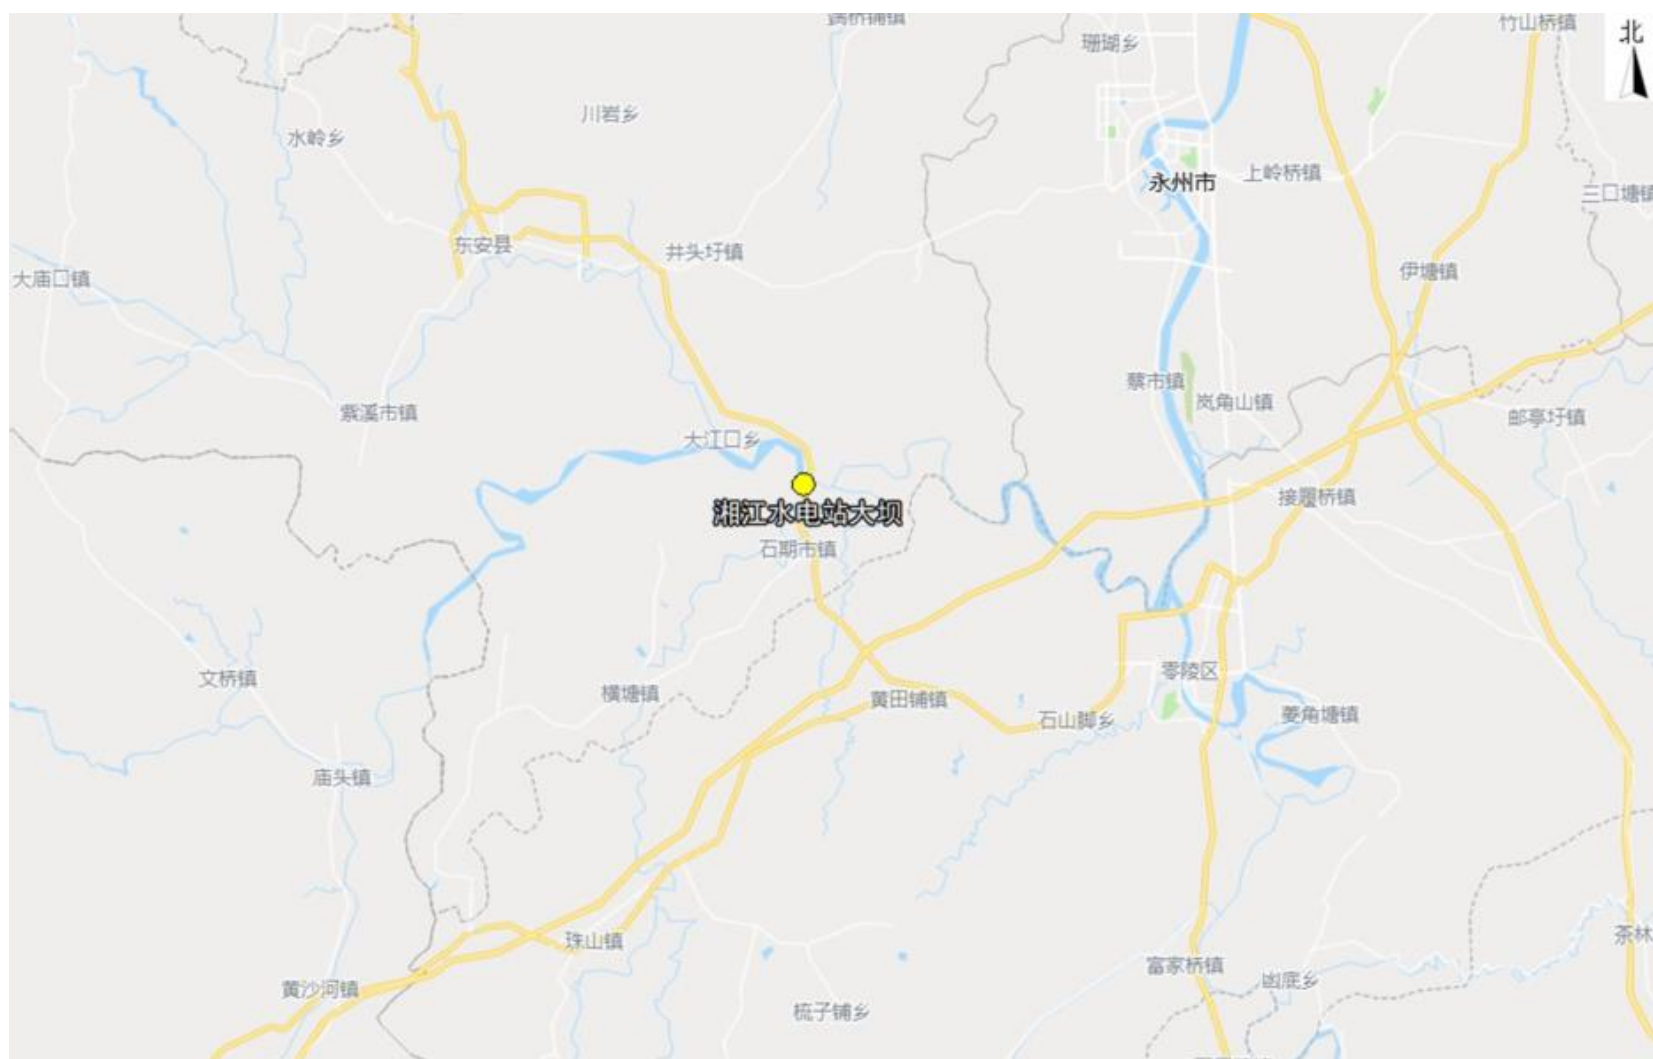 竹山桥镇
北
珊瑚乡
川岩乡
水岭乡
永州市
上岭桥镇
三口塘镇
东安县
井头圩镇
大庙口镇
伊塘镇
蔡市镇
岚角山镇
紫溪市镇
邮亭圩镇
大江口乡
接履桥镇
湘江水电站大坝
石期市镇
零陵区
文桥镇
横塘镇
黄田铺镇
石山脚乡
菱角塘镇
庙头镇
珠山镇
茶林
富家桥镇
凼底乡
黄沙河镇
梳子铺乡